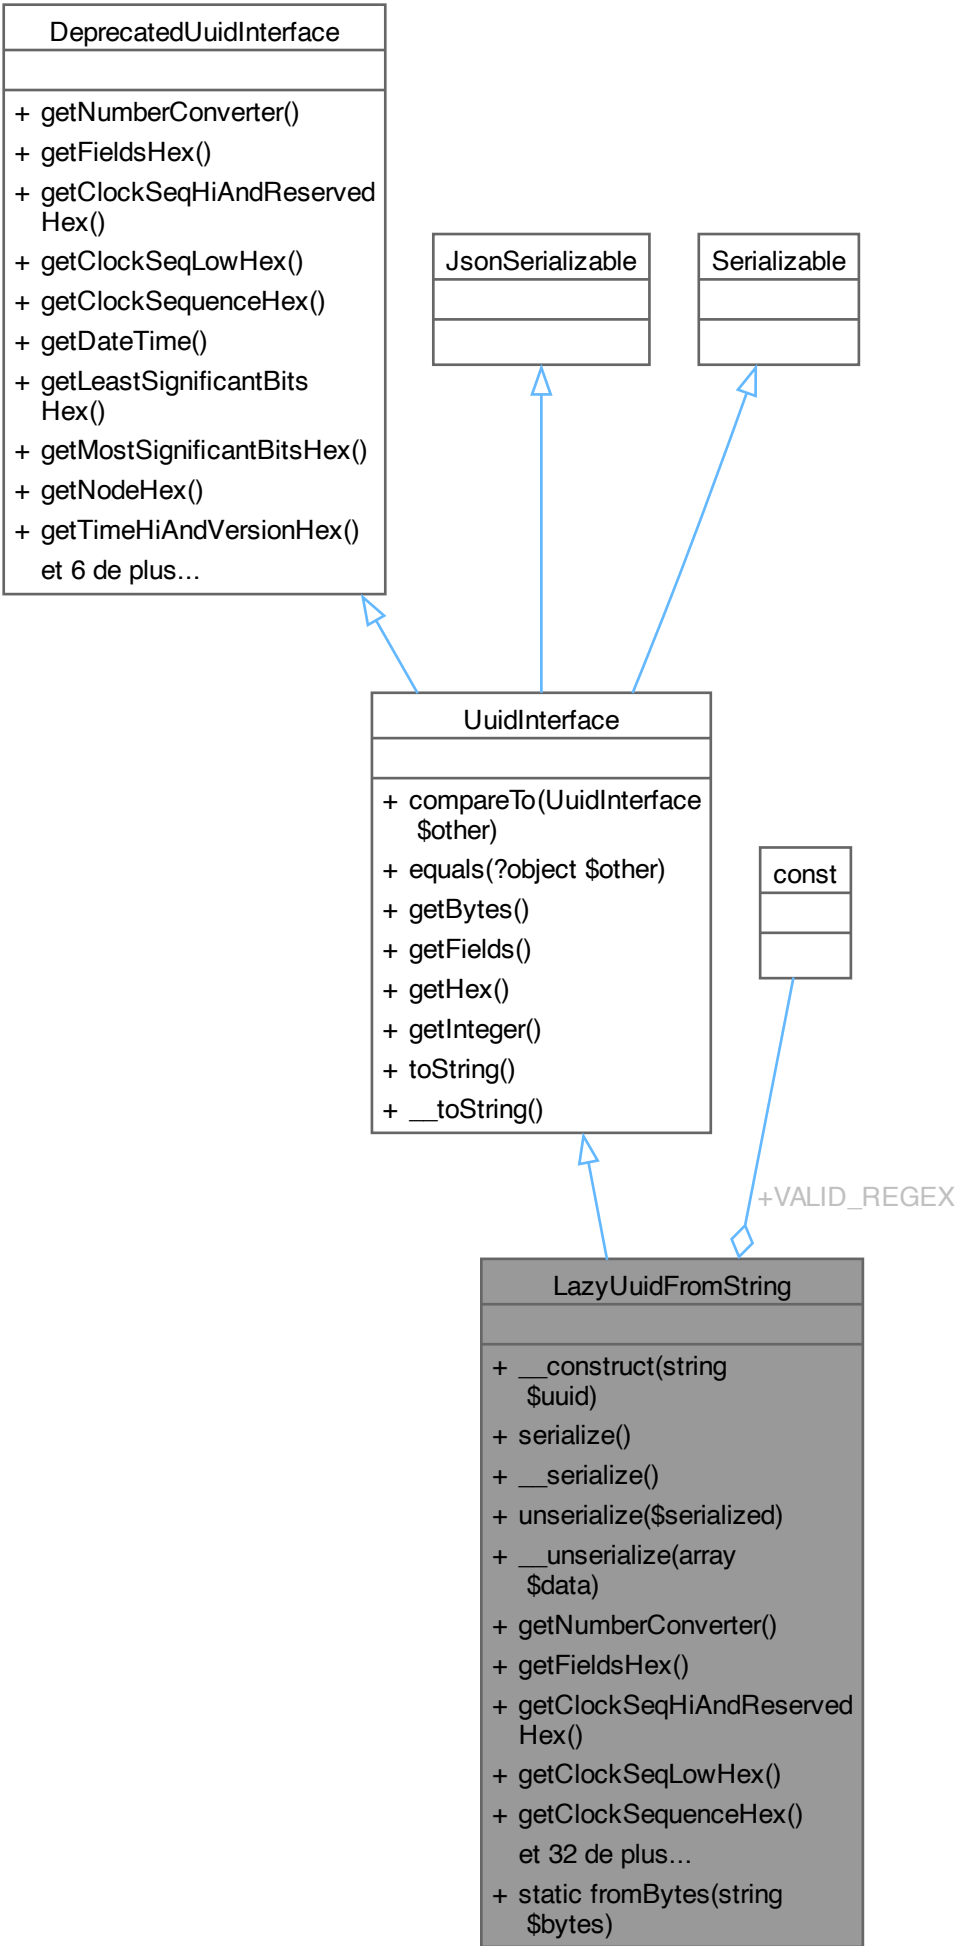 DeprecatedUuidInterface
+ getNumberConverter()
+ getFieldsHex()
+ getClockSeqHiAndReserved
Hex()
+ getClockSeqLowHex()
+ getClockSequenceHex()
+ getDateTime()
+ getLeastSignificantBits
Hex()
+ getMostSignificantBitsHex()
+ getNodeHex()
+ getTimeHiAndVersionHex()
et 6 de plus...
JsonSerializable
Serializable
UuidInterface
+ compareTo(UuidInterface
$other)
+ equals(?object $other)
+ getBytes()
+ getFields()
+ getHex()
+ getInteger()
+ toString()
+ __toString()
const
+VALID_REGEX
LazyUuidFromString
+ __construct(string
$uuid)
+ serialize()
+ __serialize()
+ unserialize($serialized)
+ __unserialize(array
$data)
+ getNumberConverter()
+ getFieldsHex()
+ getClockSeqHiAndReserved
Hex()
+ getClockSeqLowHex()
+ getClockSequenceHex()
et 32 de plus...
+ static fromBytes(string
$bytes)